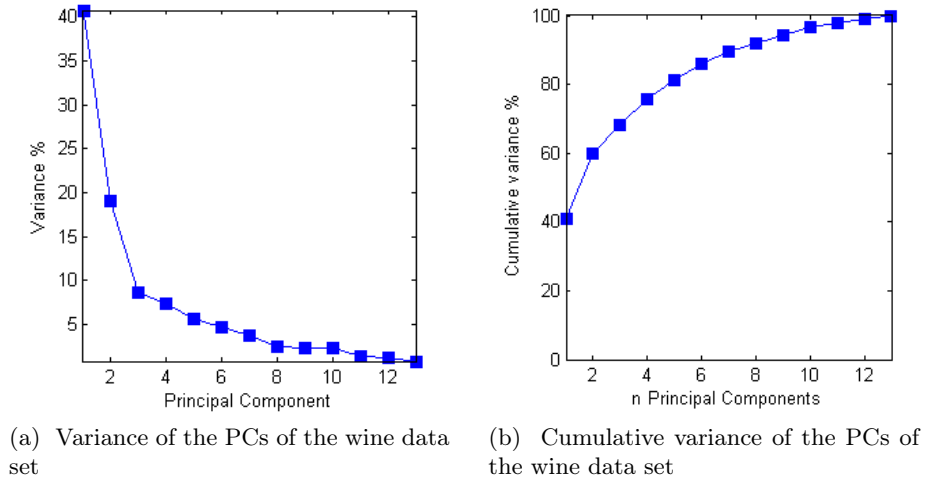 40
35
30
25
20
15
10
5
2 4 6 8 10 12
Variance %
Principal Component
100
80
60
40
20
0
2 4 6 8 10 12
Cumulative variance %
n Principal Components
(a) Variance of the PCs of the wine data
set
(b) Cumulative variance of the PCs of
the wine data set